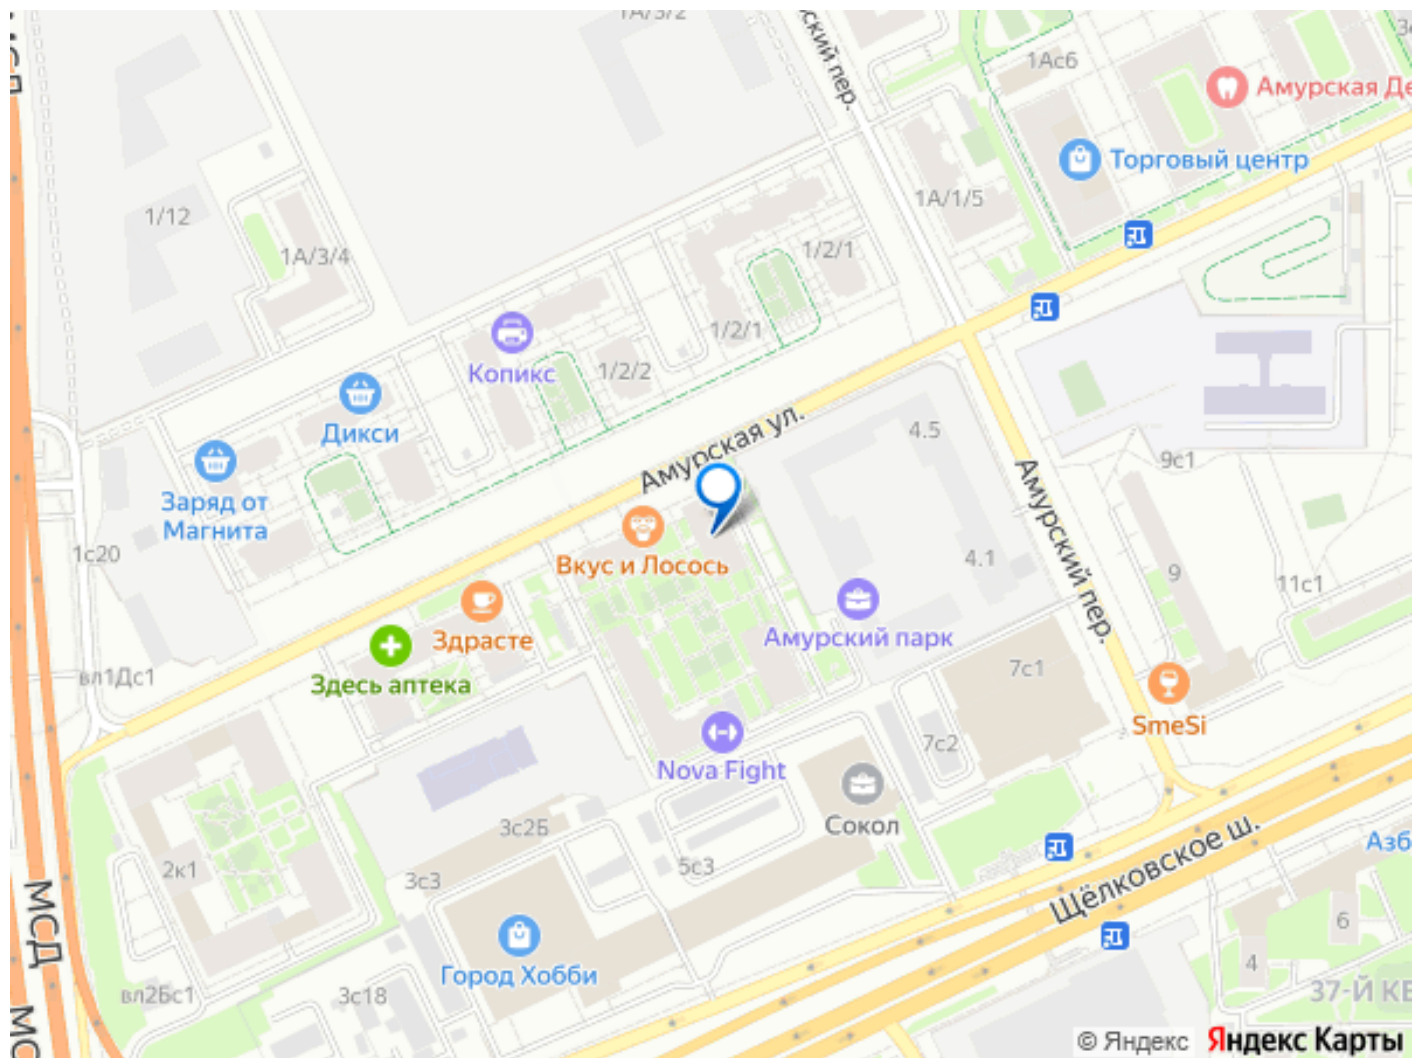 1А/3/2
ский пер.
1Ас6
Амурская Де
Торговый центр
1/12
1А/1/5
1А/3/4
1/2/1
1/2/1
Копикс
1/2/2
Дикси
Амурская ул.
4.5
9с1
Заряд от
Магнита
Амурский пер.
1с20
Вкус и Лосось
4.1
9
11с1
Здрасте
Амурский парк
7с1
вл1Дс1
Здесь аптека
SmeSi
7с2
Nova Fight
3с2Б
Сокол
Щёлковское ш.
Азб
2к1
3с3
5с3
МСД
6
Город Хобби
4
вл2Бс1
3с18
37-Й КВ
© Яндекс Яндекс Карты